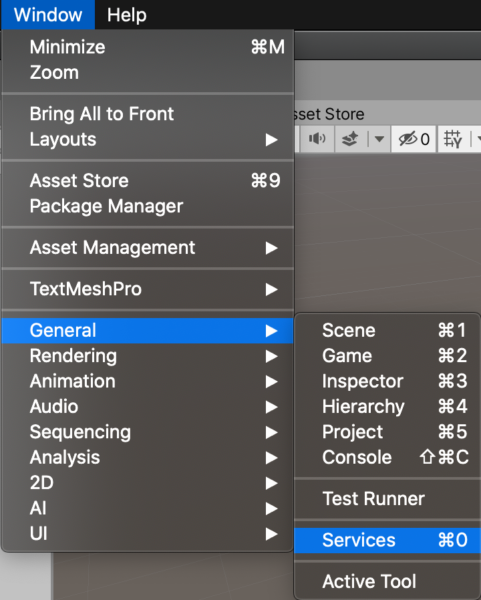 Window Help
Minimize ⌘M
Zoom
Bring All to Front
sset Store
Layouts
0
Asset Store ⌘9
Package Manager
Asset Management
TextMeshPro
General
Rendering
Animation
Audio
Sequencing
Analysis
2D
AI
UI
Scene ⌘1
Game ⌘2
Inspector ⌘3
Hierarchy ⌘4
Project ⌘5
Console ⇧⌘C
Test Runner
Services ⌘0
Active Tool